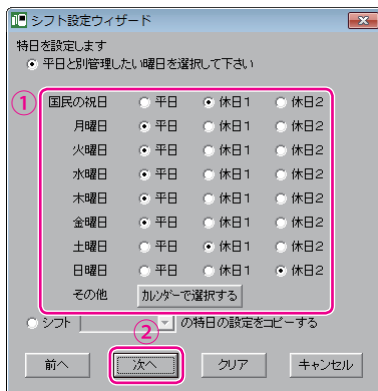 シフト設定ウィザード
特日を設定します
平日と別管理したい曜日を選択して下さい
①
国民の祝日 平日 休日1 休日2
月曜日 平日 休日1 休日2
火曜日 平日 休日1 休日2
水曜日 平日 休日1 休日2
木曜日 平日 休日1 休日2
金曜日 平日 休日1 休日2
土曜日 平日 休日1 休日2
日曜日 平日 休日1 休日2
その他 カレンダーで選択する
シフト の特日の設定をコピーする
②
前へ 次へ クリア キャンセル